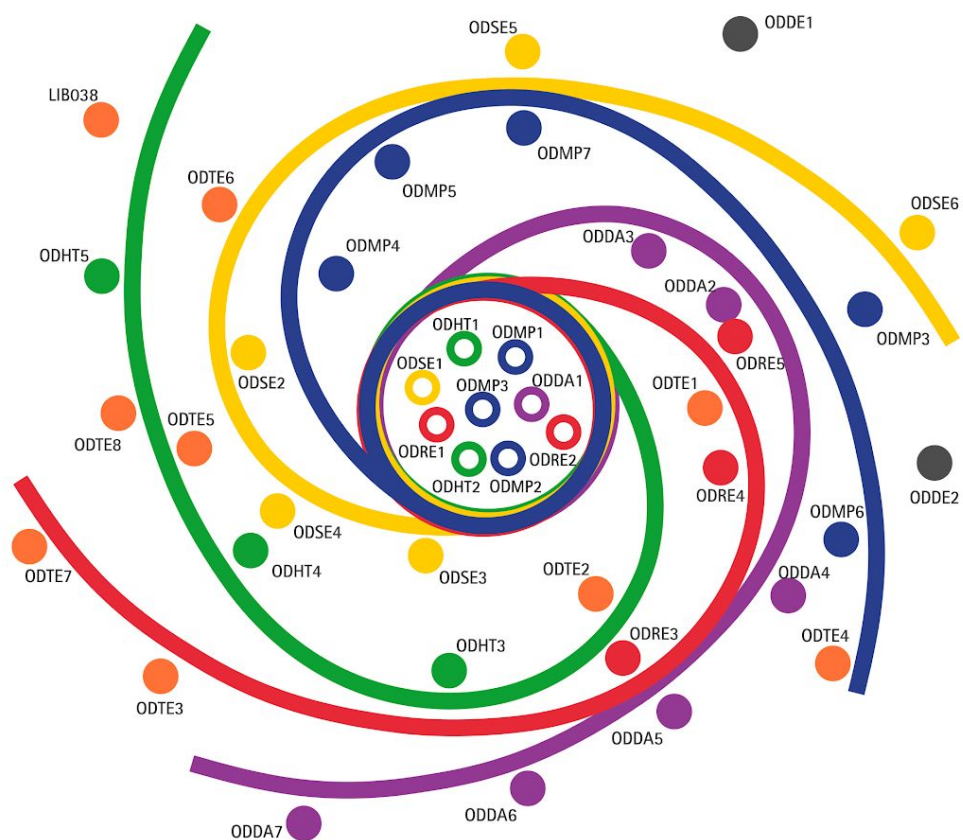 ODDE1
ODSE5
LIB038
ODMP7
ODMP5
ODTE6
ODSE6
ODDA3
ODHT5
ODMP4
ODDA2
ODMP3
ODHT1
ODMP1
ODRE5
ODSE1
ODMP3
ODDA1
ODTE1
ODSE2
ODTE8
ODTE5
ODRE1
ODRE2
ODHT2
ODMP2
ODRE4
ODDE2
ODMP6
ODSE4
ODHT4
ODSE3
ODTE2
ODDA4
ODTE7
ODRE3
ODTE4
ODHT3
ODTE3
ODDA5
ODDA6
ODDA7